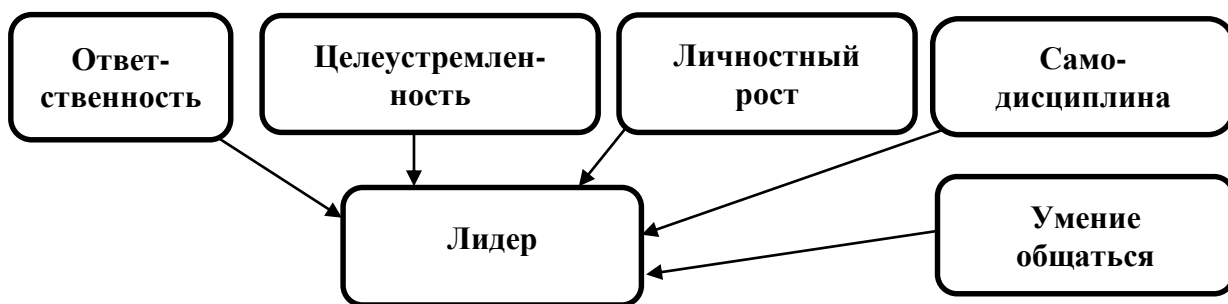 Ответ-
ственность
Целеустремлен-
ность
Личностный
рост
Само-
дисциплина
Лидер
Умение
общаться